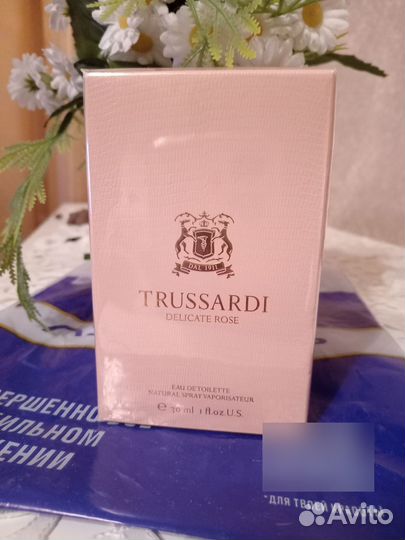 DAL 1911
TRUSSARDI
DELICATE ROSE
EAU DE TOILETTE
NATURAL SPRAY VAPORISATEUR
e 30 ml 1 fl.oz.U.S.
ЕРШЕННО
ИЛЬНОМ
ЕНИИ
*ДЛЯ ТВОЕЙ
Avito